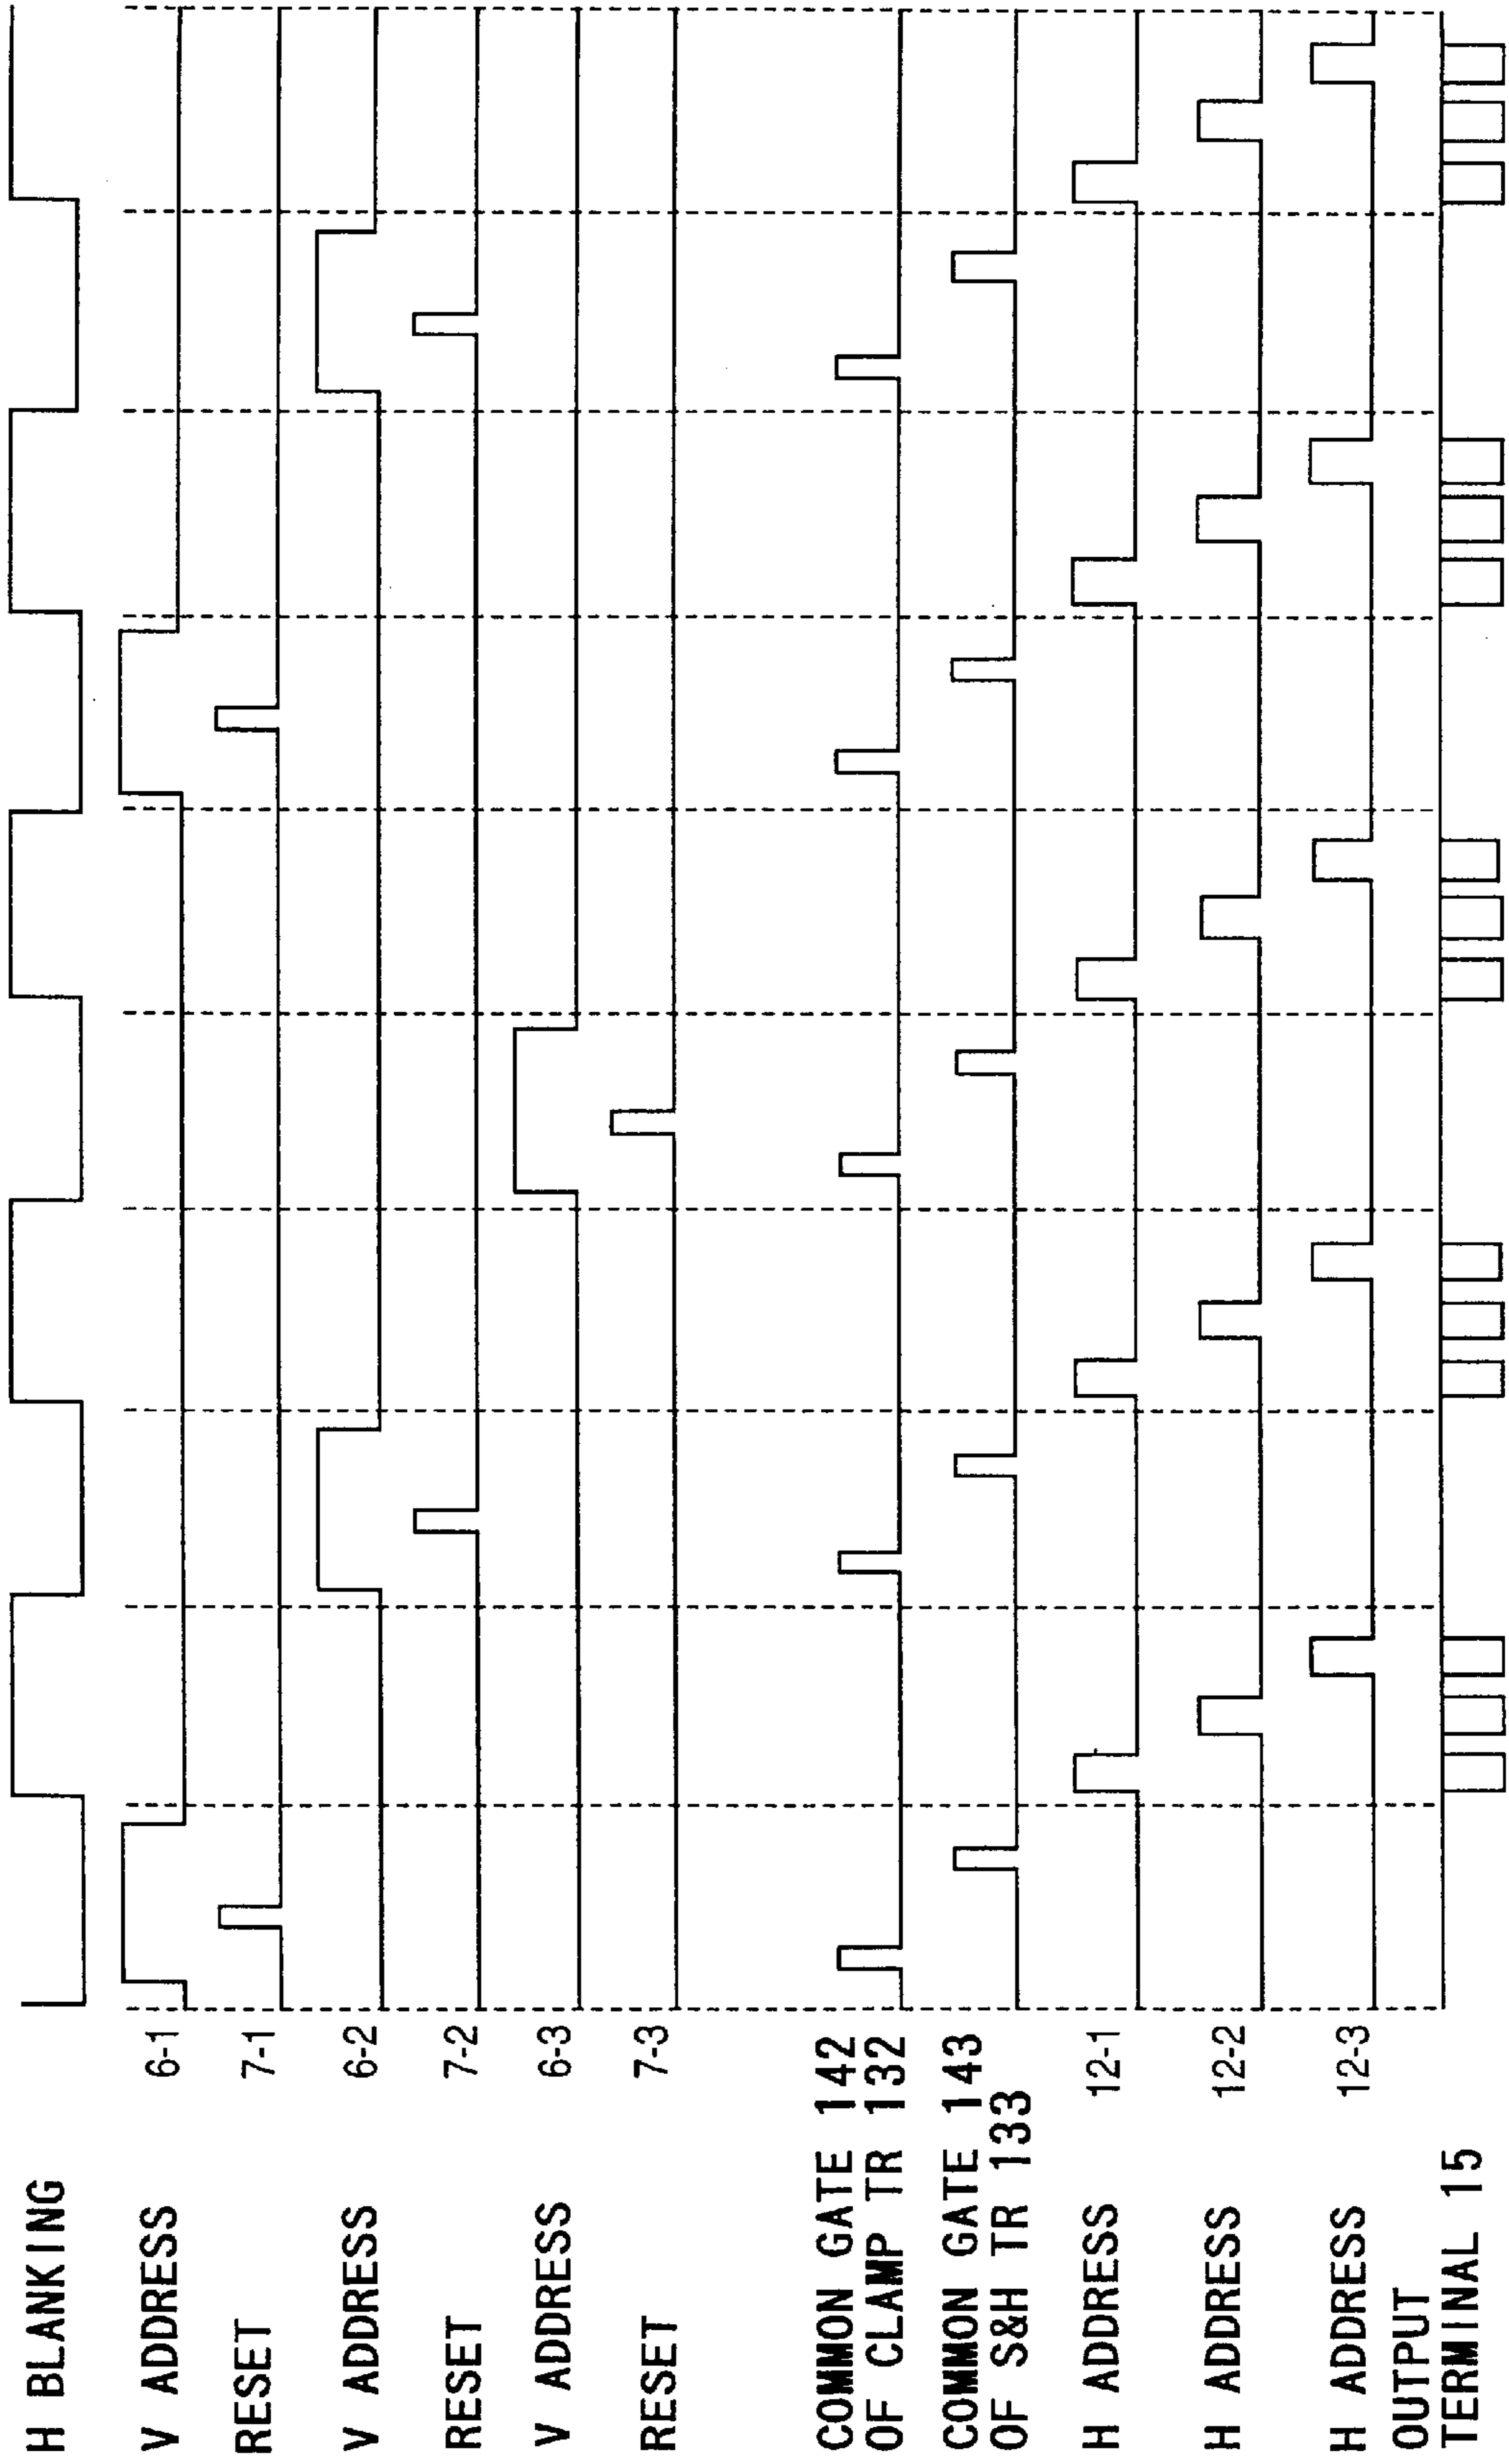 H BLANKING
V ADDRESS 6-1
RESET 7-1
V ADDRESS 6-2
RESET 7-2
V ADDRESS 6-3
RESET 7-3
COMMON GATE 142
OF CLAMP TR 132
COMMON GATE 143
OF S&H TR 133
H ADDRESS 12-1
H ADDRESS 12-2
H ADDRESS 12-3
OUTPUT
TERMINAL 15